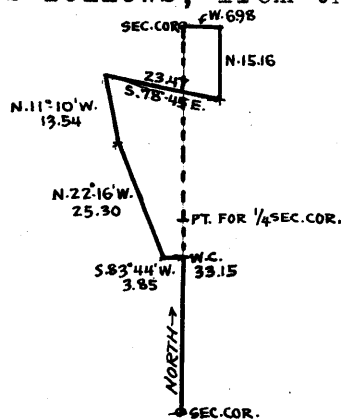 SEC.COR.
W.698
N.15.16
23.47
S.78°-45'E.
N.11°-10'W.
13.54
N.22°-16'W.
25.30
PT. FOR 1/4 SEC. COR.
W.C.
S.83°44'W.
33.15
3.85
NORTH→
SEC.COR.